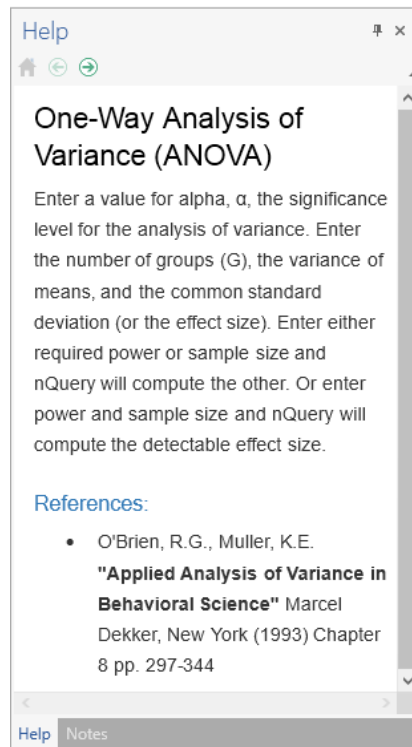 Help
One-Way Analysis of
Variance (ANOVA)
Enter a value for alpha, α, the significance
level for the analysis of variance. Enter
the number of groups (G), the variance of
means, and the common standard
deviation (or the effect size). Enter either
required power or sample size and
nQuery will compute the other. Or enter
power and sample size and nQuery will
compute the detectable effect size.
References:
• O'Brien, R.G., Muller, K.E.
"Applied Analysis of Variance in
Behavioral Science" Marcel
Dekker, New York (1993) Chapter
8 pp. 297-344
Help Notes